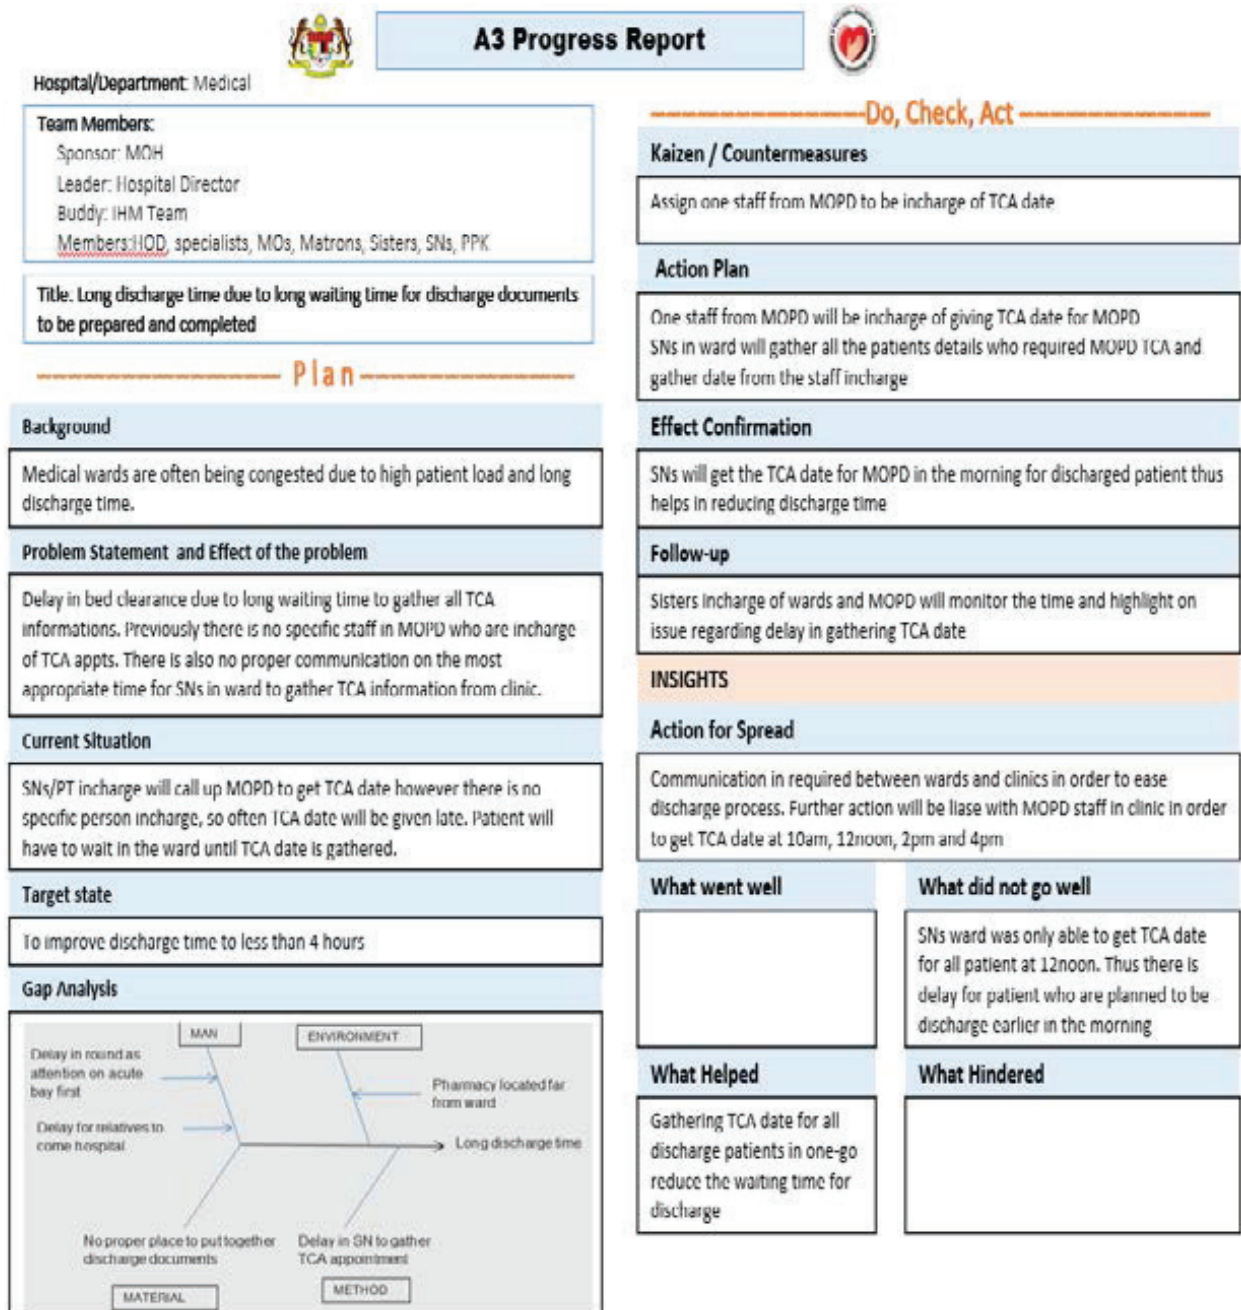 A3 Progress Report
Hospital/Department: Medical
Team Members:
Sponsor: MOH
Leader: Hospital Director
Buddy: IHM Team
Members:HOD, specialists, MOs, Matrons, Sisters, SNs, PPK
Title: Long discharge time due to long waiting time for discharge documents
to be prepared and completed
Plan
Background
Medical wards are often being congested due to high patient load and long
discharge time.
Problem Statement and Effect of the problem
Delay in bed clearance due to long waiting time to gather all TCA
informations. Previously there is no specific staff in MOPD who are incharge
of TCA appts. There is also no proper communication on the most
appropriate time for SNs in ward to gather TCA information from clinic.
Current Situation
SNs/PT incharge will call up MOPD to get TCA date however there is no
specific person incharge, so often TCA date will be given late. Patient will
have to wait in the ward until TCA date is gathered.
Target state
To improve discharge time to less than 4 hours
Gap Analysis
MAN
ENVIRONMENT
Delay in round as
attention on acute
bay first
Pharmacy located far
from ward
Delay for relatives to
come hospital
Long discharge time
No proper place to put together
discharge documents
Delay in SN to gather
TCA appointment
MATERIAL
METHOD
Do, Check, Act
Kaizen / Countermeasures
Assign one staff from MOPD to be incharge of TCA date
Action Plan
One staff from MOPD will be incharge of giving TCA date for MOPD
SNs in ward will gather all the patients details who required MOPD TCA and
gather date from the staff incharge
Effect Confirmation
SNs will get the TCA date for MOPD in the morning for discharged patient thus
helps in reducing discharge time
Follow-up
Sisters incharge of wards and MOPD will monitor the time and highlight on
issue regarding delay in gathering TCA date
INSIGHTS
Action for Spread
Communication in required between wards and clinics in order to ease
discharge process. Further action will be liase with MOPD staff in clinic in order
to get TCA date at 10am, 12noon, 2pm and 4pm
What went well
What did not go well
SNs ward was only able to get TCA date
for all patient at 12noon. Thus there is
delay for patient who are planned to be
discharge earlier in the morning
What Helped
Gathering TCA date for all
discharge patients in one-go
reduce the waiting time for
discharge
What Hindered